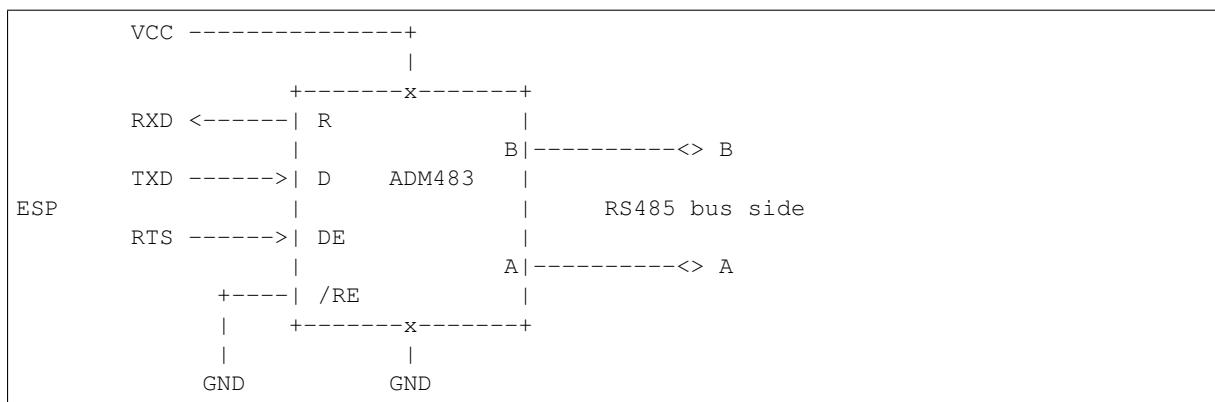 VCC ---------------+
|
+-------x-------+
RXD <------| R |
| B|----------<> B
TXD ------>| D ADM483 |
ESP | | RS485 bus side
RTS ------>| DE |
| A|----------<> A
+----| /RE |
| +-------x-------+
| |
GND GND